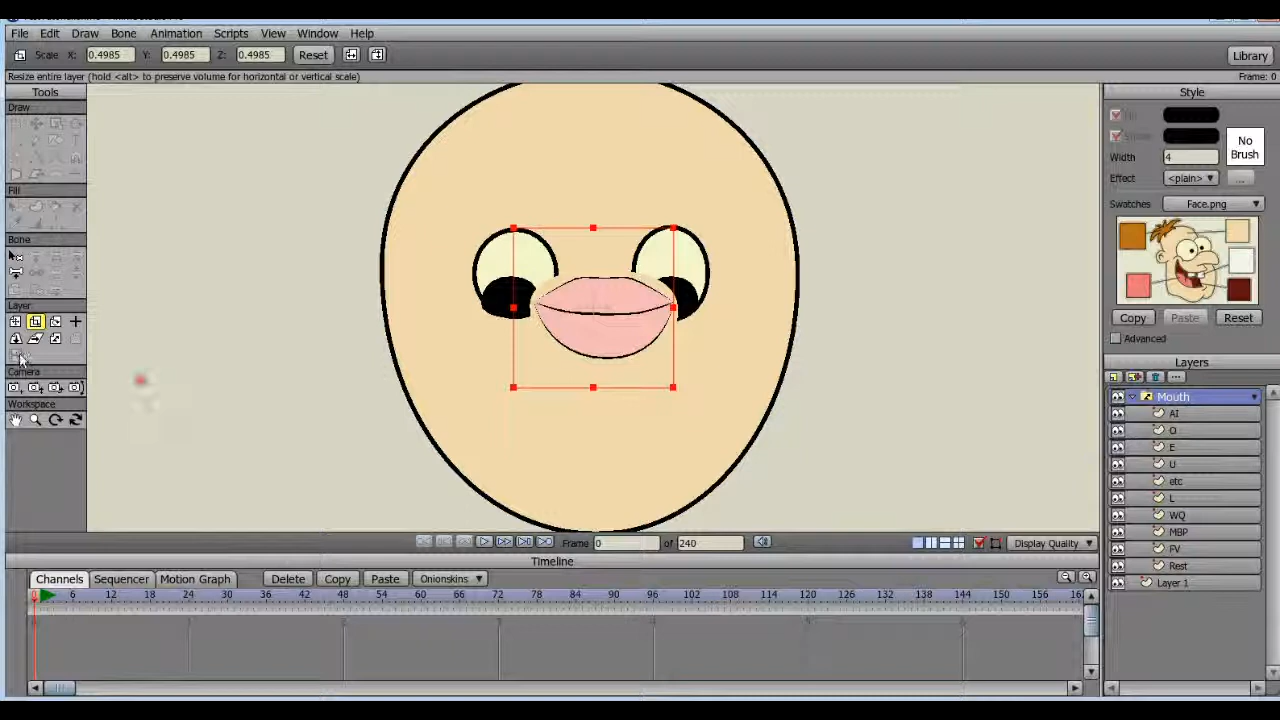 File Edit Draw Bone Animation Scripts View Window Help
Scale X: 0.4985 Y: 0.4985 Z: 0.4985 Reset Library
Resize entire layer (hold <alt> to preserve volume for horizontal or vertical scale) Frame: 0
Tools Style
Draw
Fill
Bone
Layer
Camera
Workspace
No Brush
Width 4
Effect <plain> ...
Swatches Face.png
Copy Paste Reset
Advanced
Layers
Mouth
AI
O
E
U
etc
L
WQ
MBP
FV
Rest
Layer 1
Frame 0 of 240 Display Quality
Timeline
Channels Sequencer Motion Graph Delete Copy Paste Onionskins
0 6 12 18 24 30 36 42 48 54 60 66 72 78 84 90 96 102 108 114 120 126 132 138 144 150 156